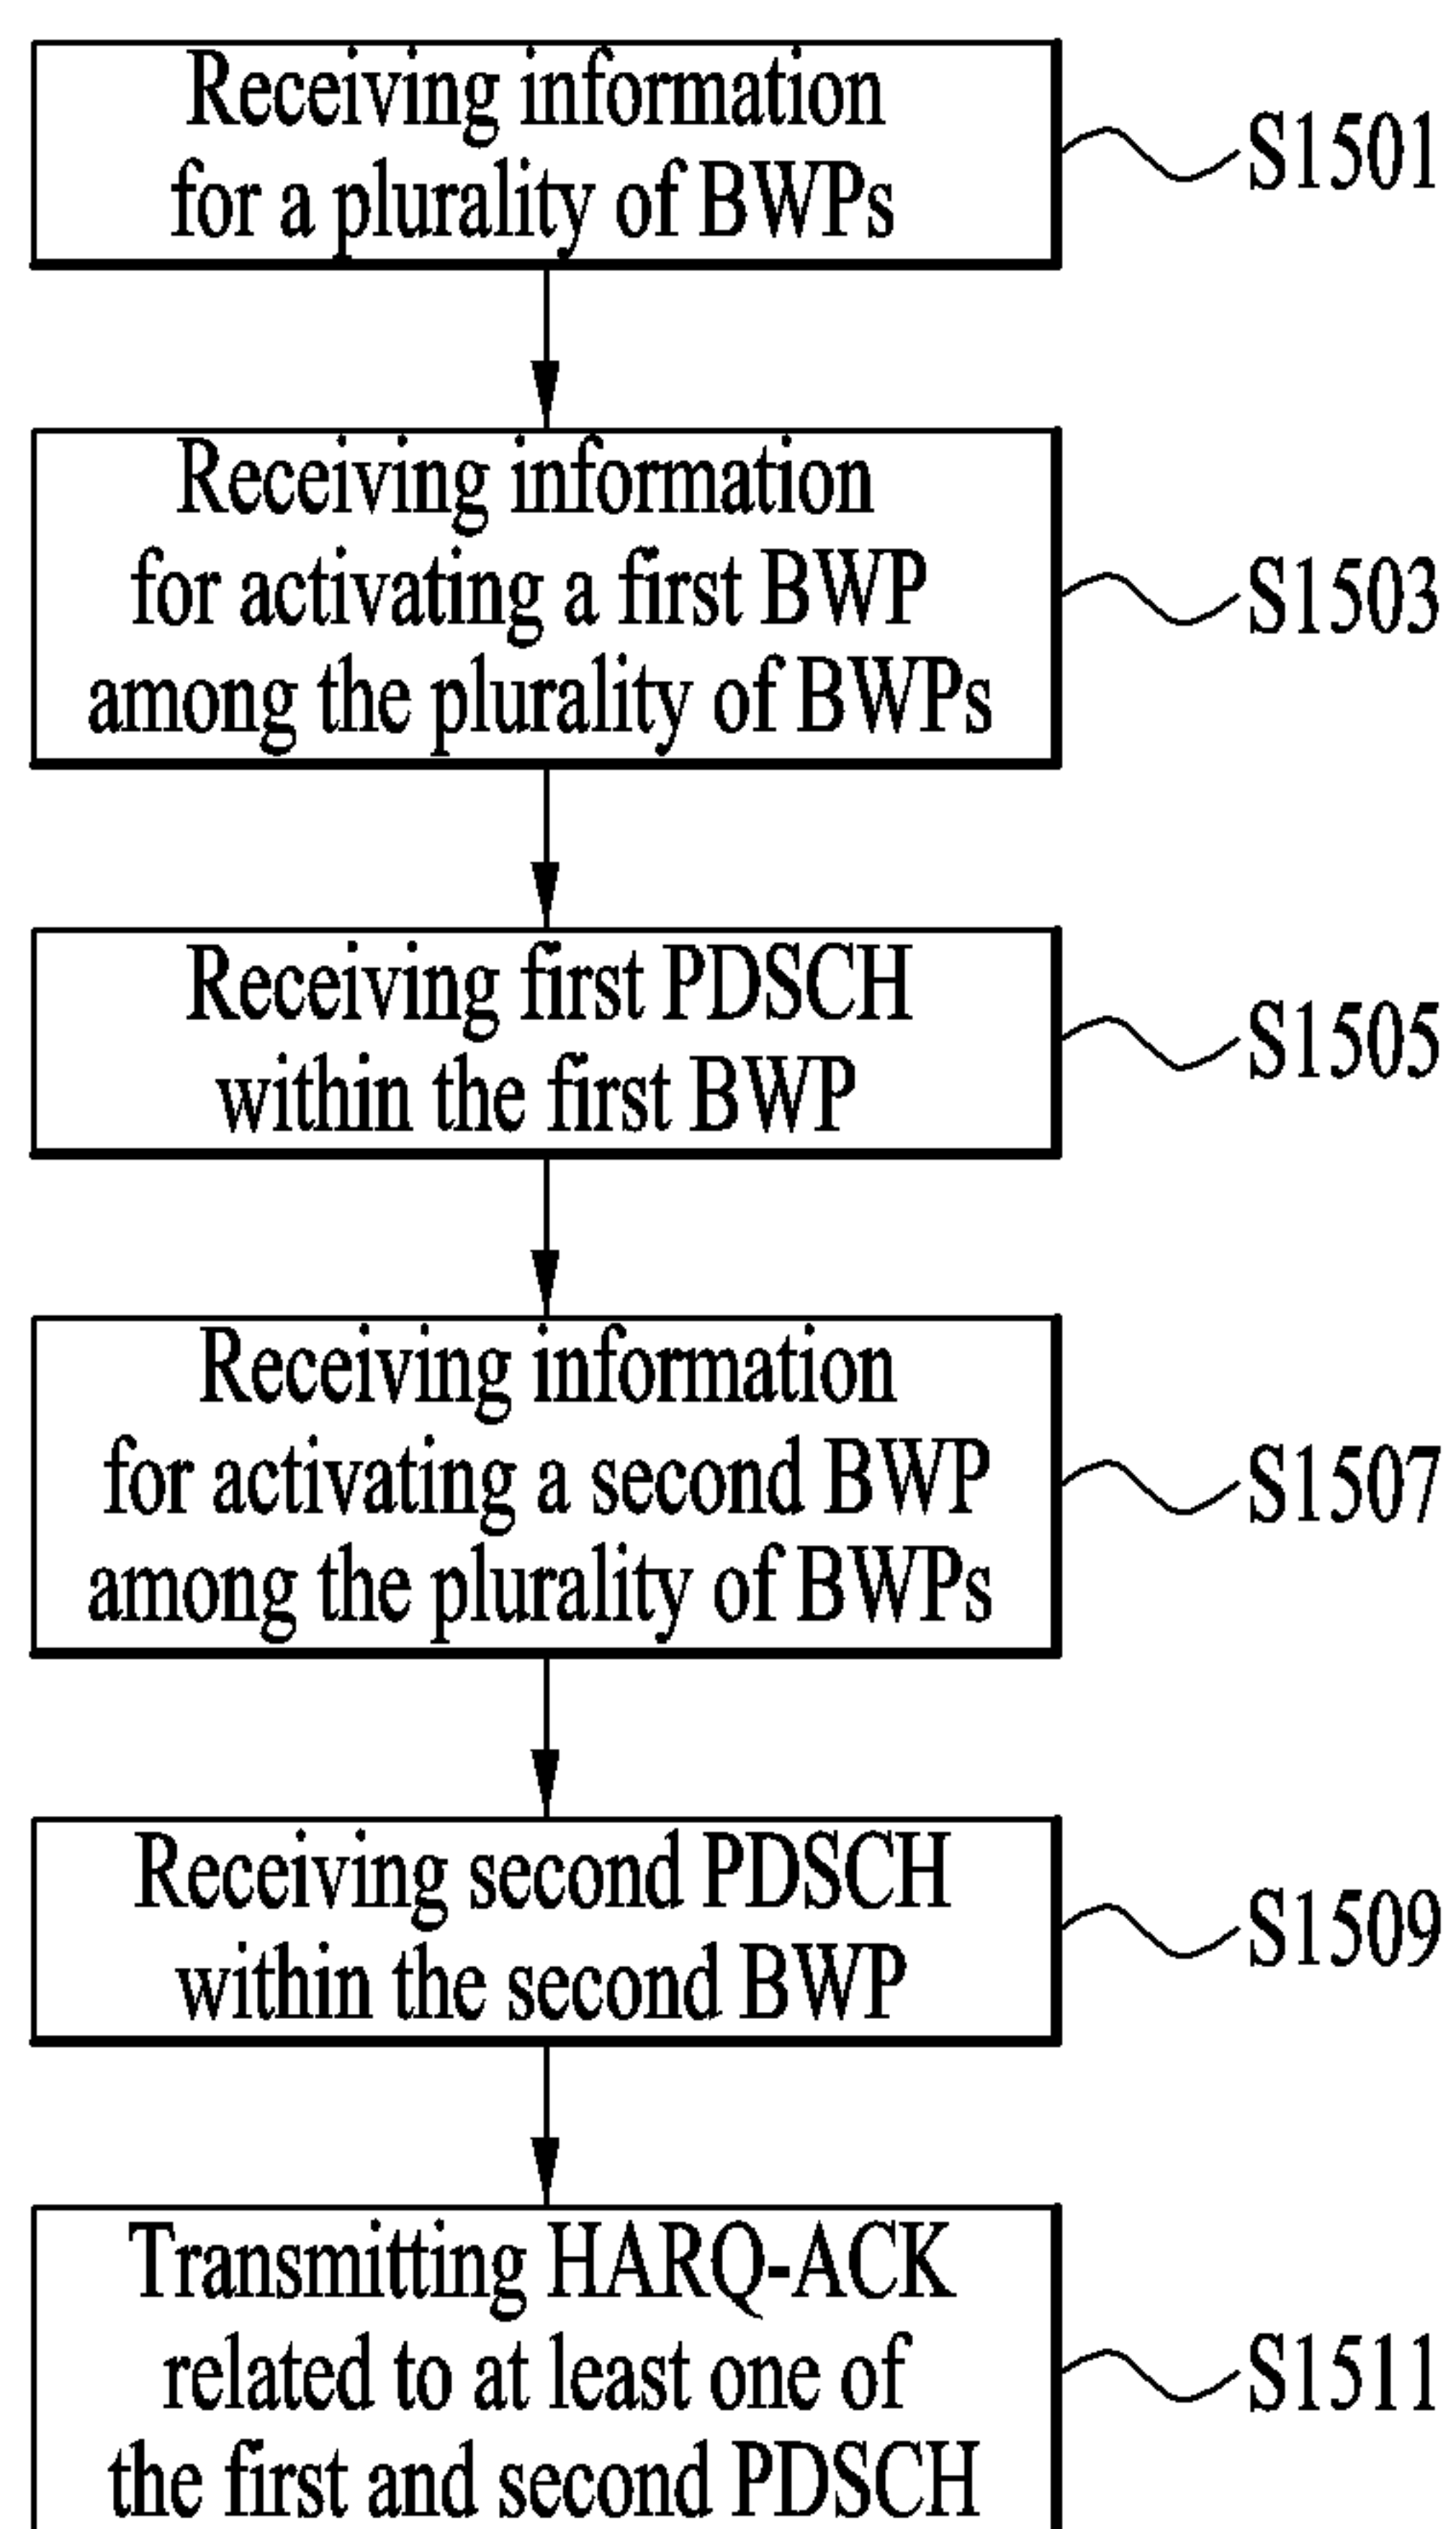 Receiving information
for a plurality of BWPs
S1501
Receiving information
for activating a first BWP
among the plurality of BWPs
S1503
Receiving first PDSCH
within the first BWP
S1505
Receiving information
for activating a second BWP
among the plurality of BWPs
S1507
Receiving second PDSCH
within the second BWP
S1509
Transmitting HARQ-ACK
related to at least one of
the first and second PDSCH
S1511